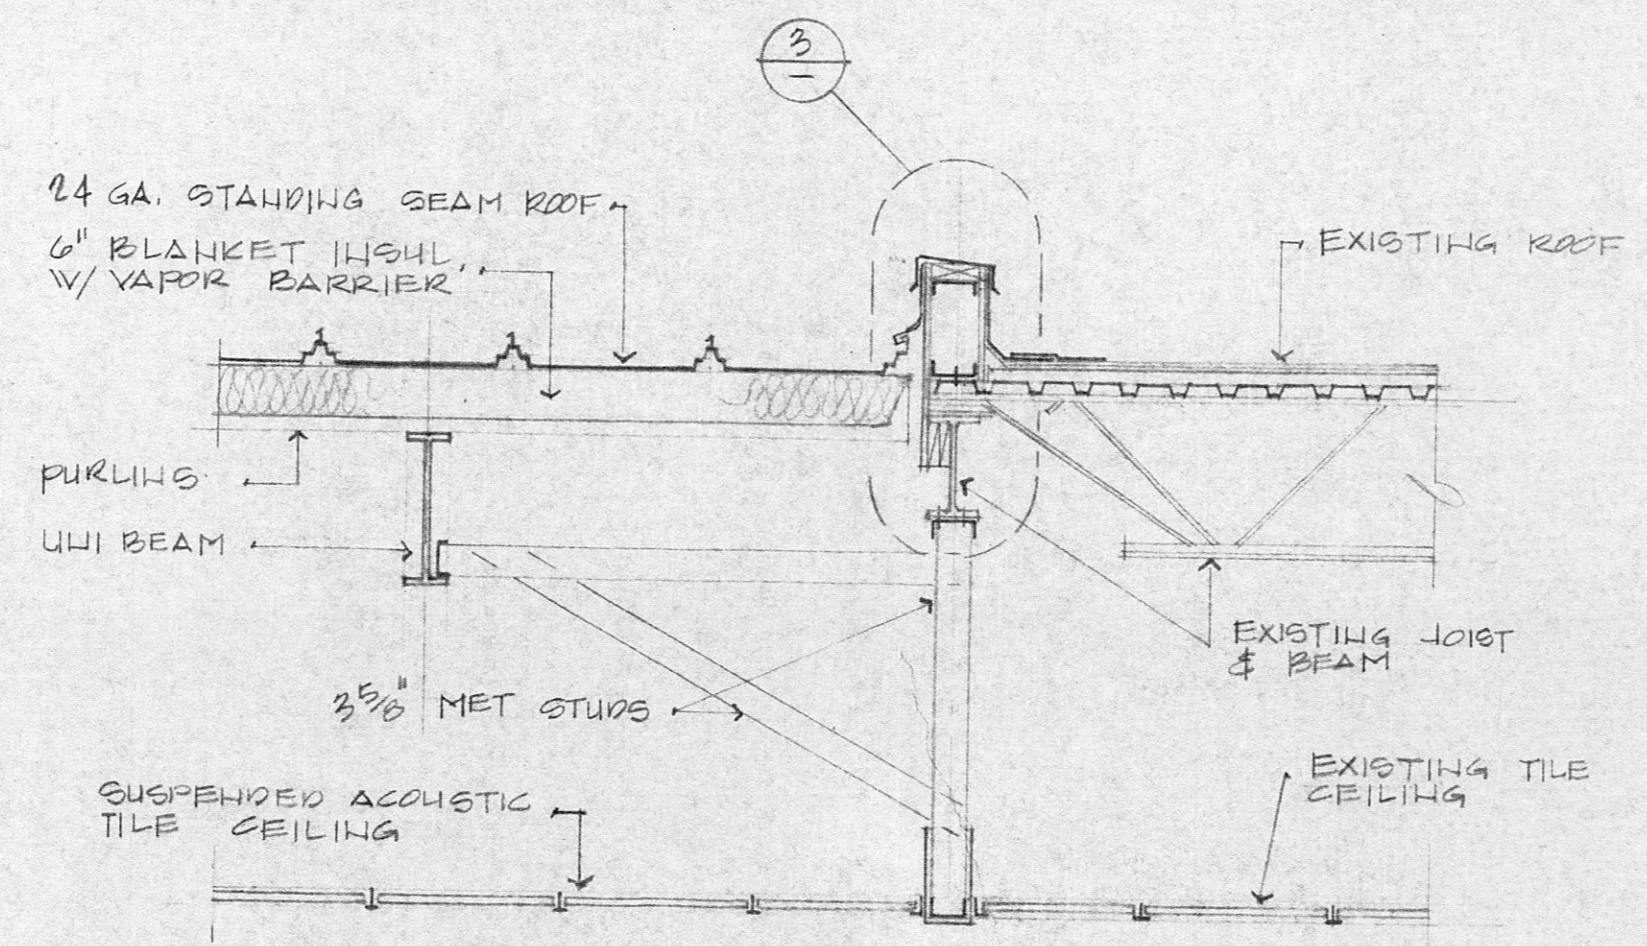 3
—
24 GA. STANDING SEAM ROOF
6" BLANKET INSUL.
W/ VAPOR BARRIER
EXISTING ROOF
PURLINS
UNI BEAM
EXISTING JOIST
& BEAM
3 5/8" MET STUDS
SUSPENDED ACOUSTIC
TILE CEILING
EXISTING TILE
CEILING